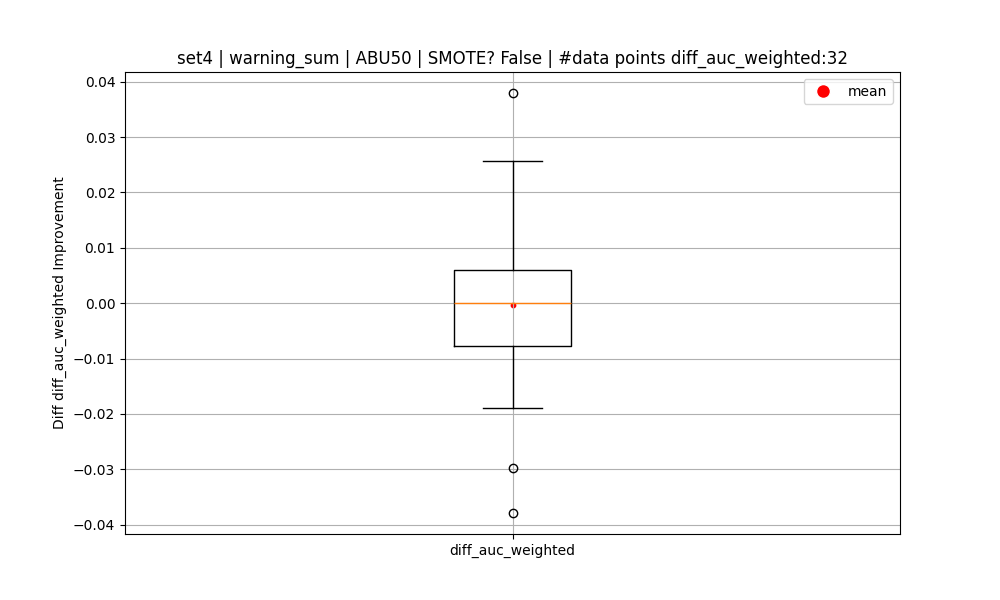 set4 | warning_sum | ABU50 | SMOTE? False | #data points diff_auc_weighted:32
mean
0.04
0.03
0.02
0.01
0.00
−0.01
−0.02
−0.03
−0.04
Diff diff_auc_weighted Improvement
diff_auc_weighted